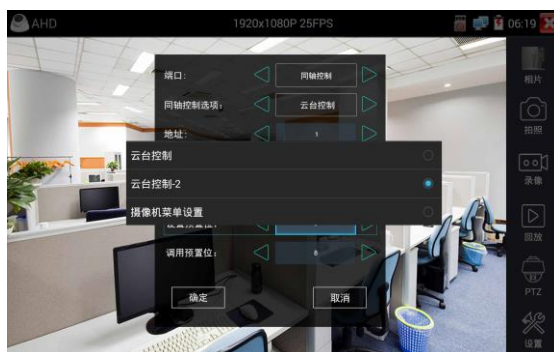 AHD 1920x1080P 25FPS 06:19
端口： 同轴控制
同轴控制选项： 云台控制
地址： 1
云台控制
云台控制-2
摄像机菜单设置
调用预置位： 8
确定 取消
相片
拍照
录像
回放
PTZ
设置